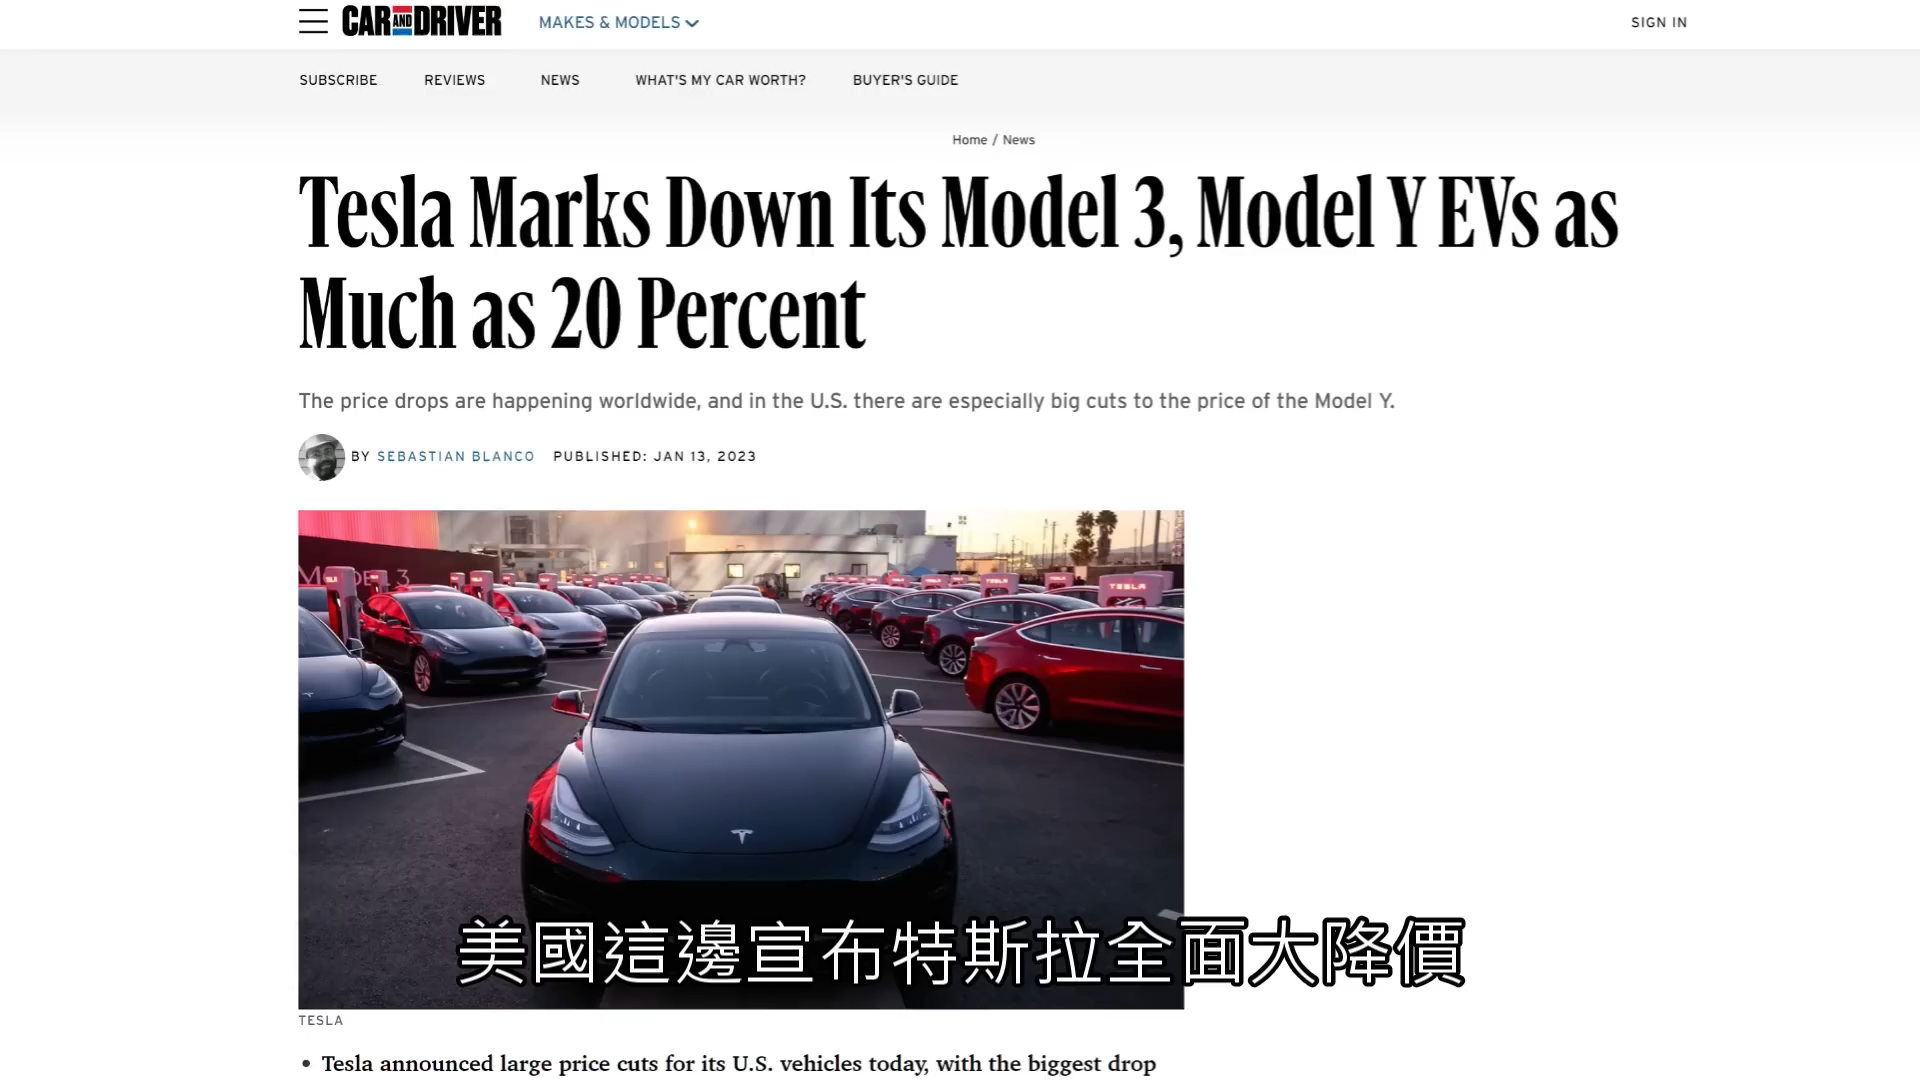 CAR AND DRIVER
MAKES & MODELS
SIGN IN
SUBSCRIBE
REVIEWS
NEWS
WHAT'S MY CAR WORTH?
BUYER'S GUIDE
Home / News
Tesla Marks Down Its Model 3, Model Y EVs as
Much as 20 Percent
The price drops are happening worldwide, and in the U.S. there are especially big cuts to the price of the Model Y.
BY SEBASTIAN BLANCO PUBLISHED: JAN 13, 2023
MODEL 3
TESLA
美國這邊宣布特斯拉全面大降價
TESLA
• Tesla announced large price cuts for its U.S. vehicles today, with the biggest drop